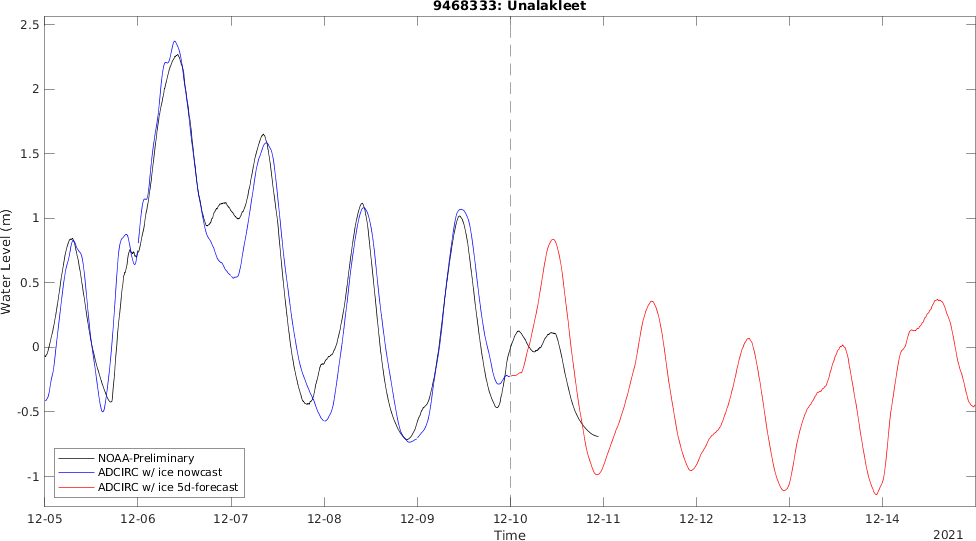 9468333: Unalakleet
Water Level (m)
2.5
2
1.5
1
0.5
0
-0.5
-1
NOAA-Preliminary
ADCIRC w/ ice nowcast
ADCIRC w/ ice 5d-forecast
12-05 12-06 12-07 12-08 12-09 12-10 12-11 12-12 12-13 12-14
Time
2021